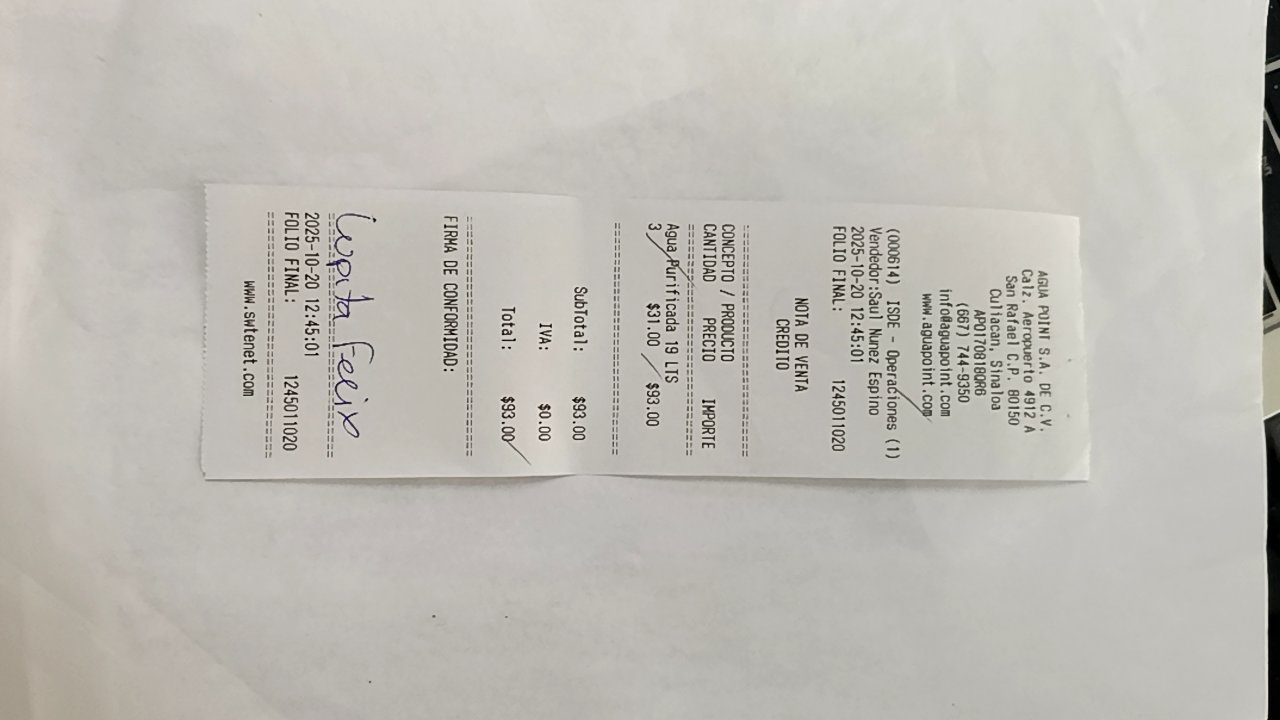 AGUA POINT S.A. DE C.V.
Calz. Aeropuerto 4912 A
San Rafael C.P. 80150
Culiacan, Sinaloa
APO170818QR6
(667) 744-9350
info@aguapoint.com
www.aguapoint.com
(000614) ISDE - Operaciones (1)
Vendedor:Saul Nunez Espino
2025-10-20 12:45:01
FOLIO FINAL: 1245011020
NOTA DE VENTA
CREDITO
===============================
CONCEPTO / PRODUCTO
CANTIDAD PRECIO IMPORTE
===============================
Agua Purificada 19 LTS
3 $31.00 $93.00
===============================
SubTotal: $93.00
IVA: $0.00
Total: $93.00
===============================
FIRMA DE CONFORMIDAD:
Lupita Felix
===============================
2025-10-20 12:45:01
FOLIO FINAL: 1245011020
===============================
www.swtenet.com